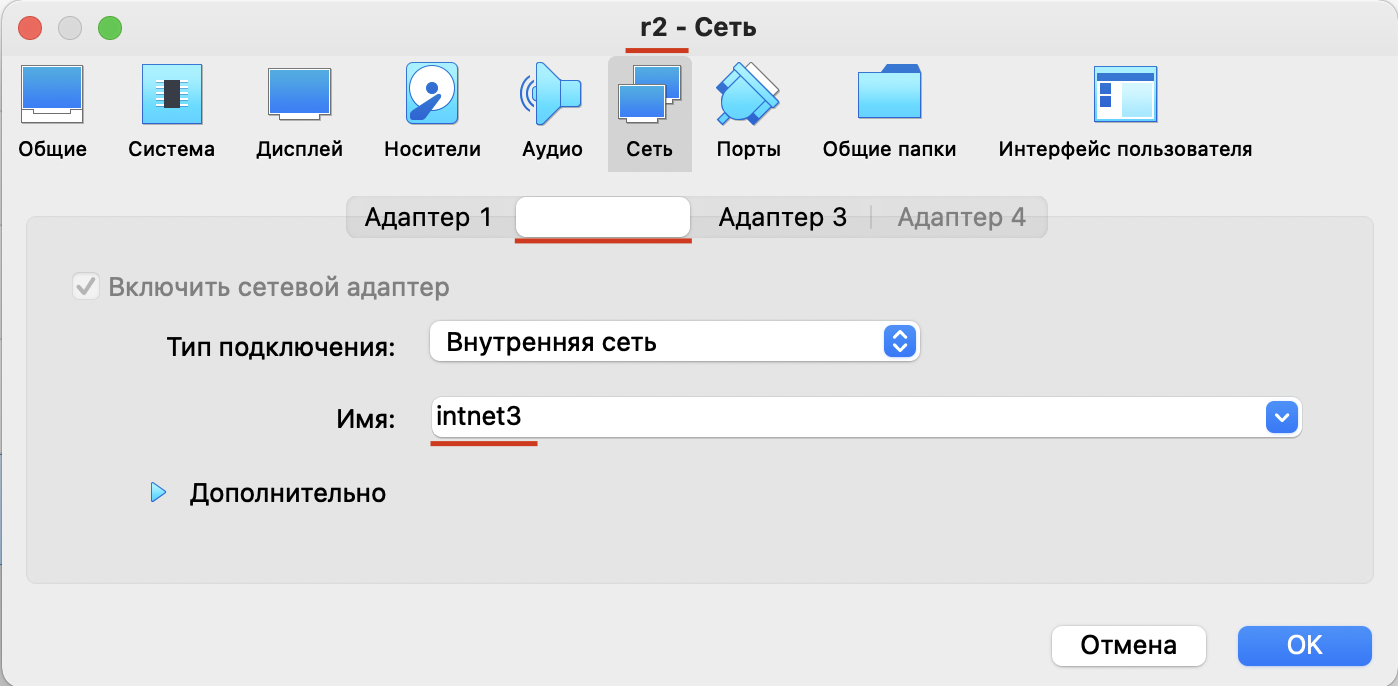 r2 - Сеть
Общие Система Дисплей Носители Аудио Сеть Порты Общие папки Интерфейс пользователя
Адаптер 1 Адаптер 3 Адаптер 4
Включить сетевой адаптер
Тип подключения: Внутренняя сеть
Имя: intnet3
Дополнительно
Отмена OK